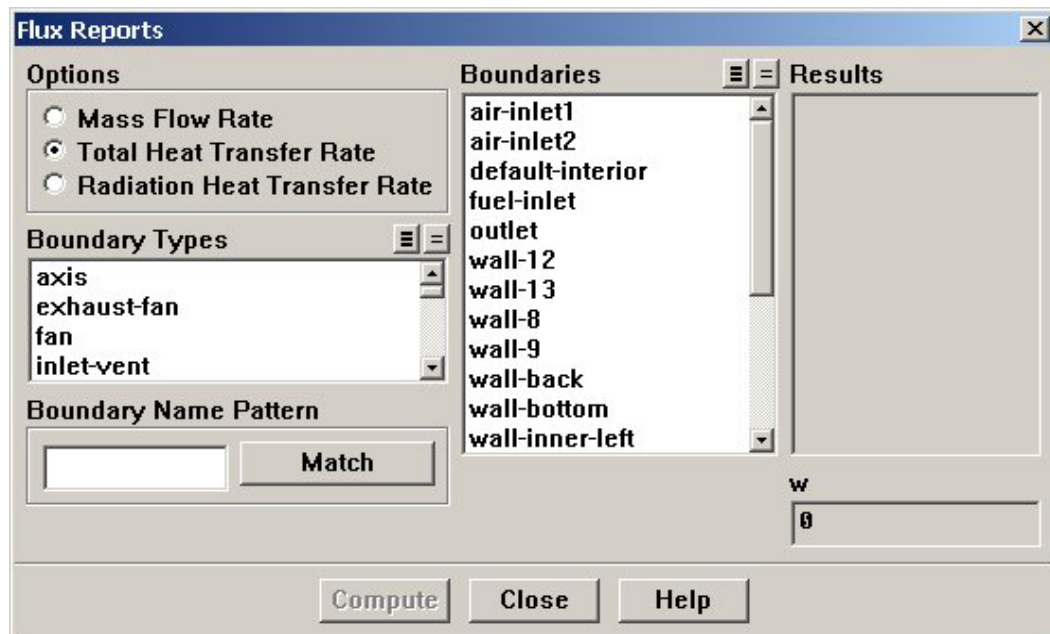 Flux Reports
Options
Mass Flow Rate
Total Heat Transfer Rate
Radiation Heat Transfer Rate
Boundary Types
axis
exhaust-fan
fan
inlet-vent
Boundary Name Pattern
Match
Boundaries
air-inlet1
air-inlet2
default-interior
fuel-inlet
outlet
wall-12
wall-13
wall-8
wall-9
wall-back
wall-bottom
wall-inner-left
Results
w
0
Compute
Close
Help